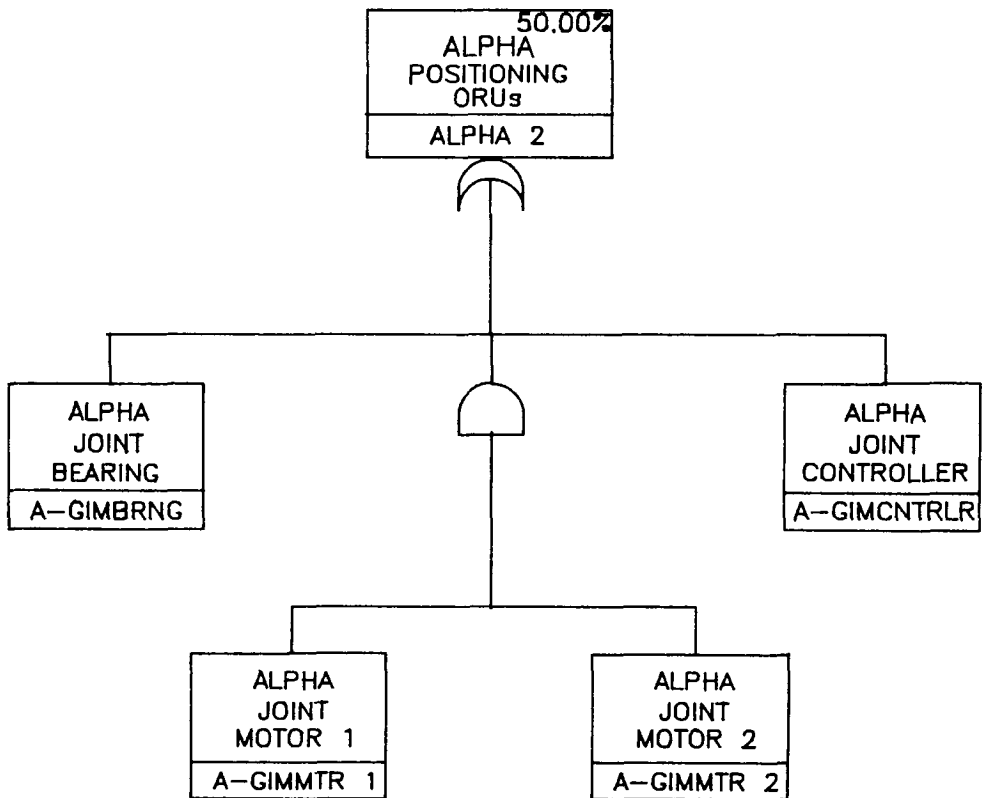 50.00%
ALPHA
POSITIONING
ORUs
ALPHA 2
ALPHA
JOINT
BEARING
A-GIMBRNG
ALPHA
JOINT
CONTROLLER
A-GIMCNTRLR
ALPHA
JOINT
MOTOR 1
A-GIMMTR 1
ALPHA
JOINT
MOTOR 2
A-GIMMTR 2